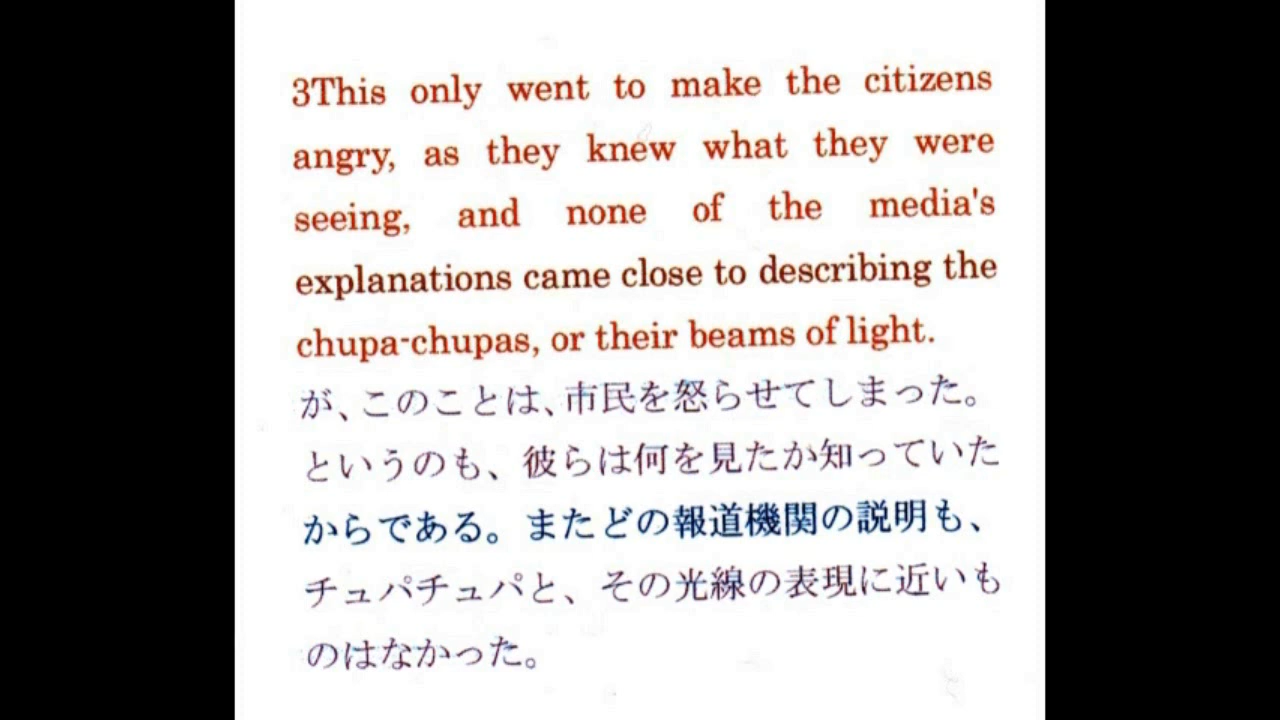 3This only went to make the citizens
angry, as they knew what they were
seeing, and none of the media's
explanations came close to describing the
chupa-chupas, or their beams of light.
が、このことは、市民を怒らせてしまった。
というのも、彼らは何を見たか知っていた
からである。またどの報道機関の説明も、
チュパチュパと、その光線の表現に近いも
のはなかった。